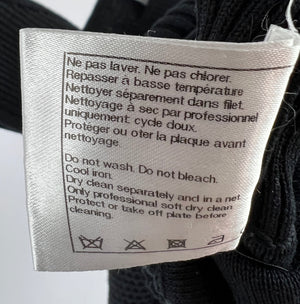 Ne pas laver. Ne pas chlorer.
Repasser à basse température
Nettoyer séparement dans filet.
Nettoyage à sec par professionnel
uniquement: cycle doux.
Protéger ou oter la plaque avant
nettoyage.
Do not wash. Do not bleach.
Cool iron.
Dry clean separately and in a net
Only professional soft dry clean.
Protect or take off plate before
cleaning.